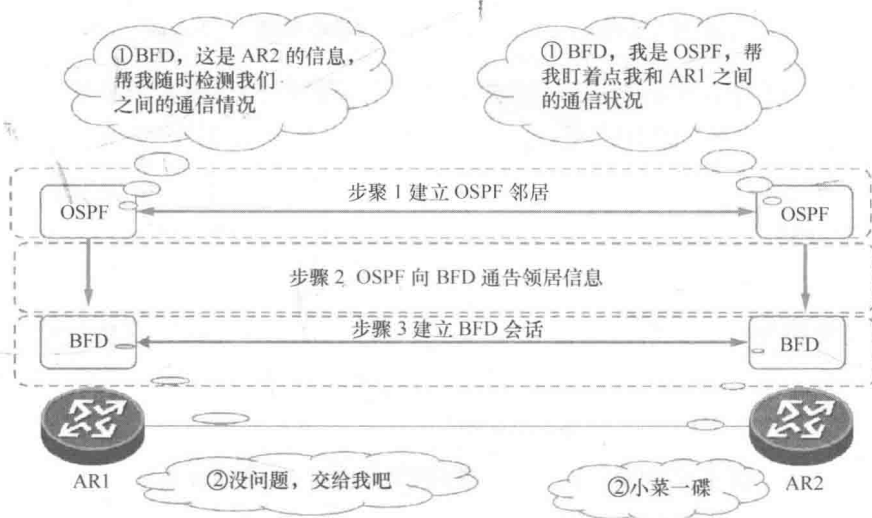 ①BFD，这是 AR2 的信息，
帮我随时检测我们
之间的通信情况
①BFD，我是 OSPF，帮
我盯着点我和 AR1 之间
的通信状况
步聚 1 建立 OSPF 邻居
OSPF
OSPF
步骤 2 OSPF 向 BFD 通告领居信息
步骤 3 建立 BFD 会话
BFD
BFD
AR1
②没问题，交给我吧
②小菜一碟
AR2